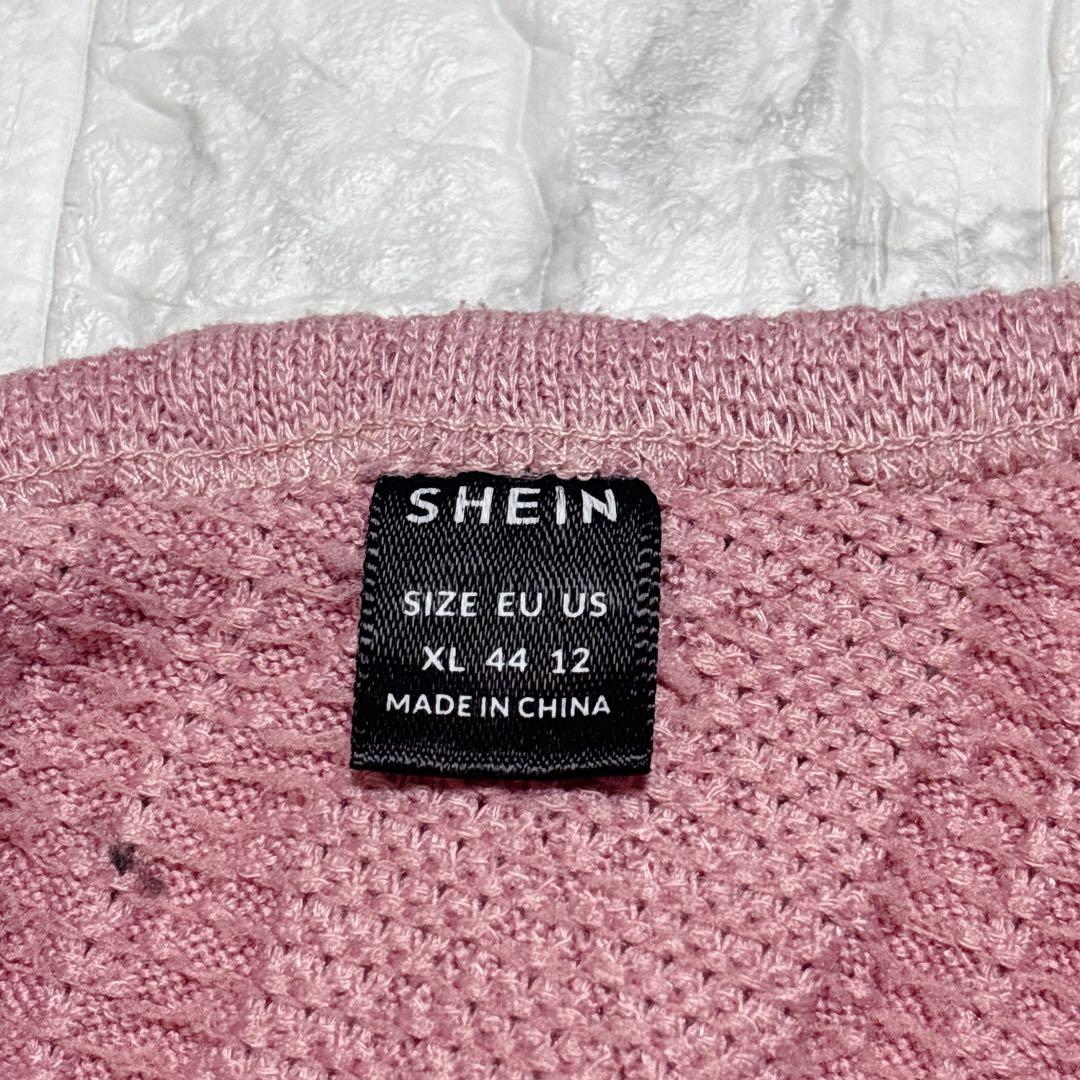 SHEIN
SIZE EU US
XL 44 12
MADE IN CHINA